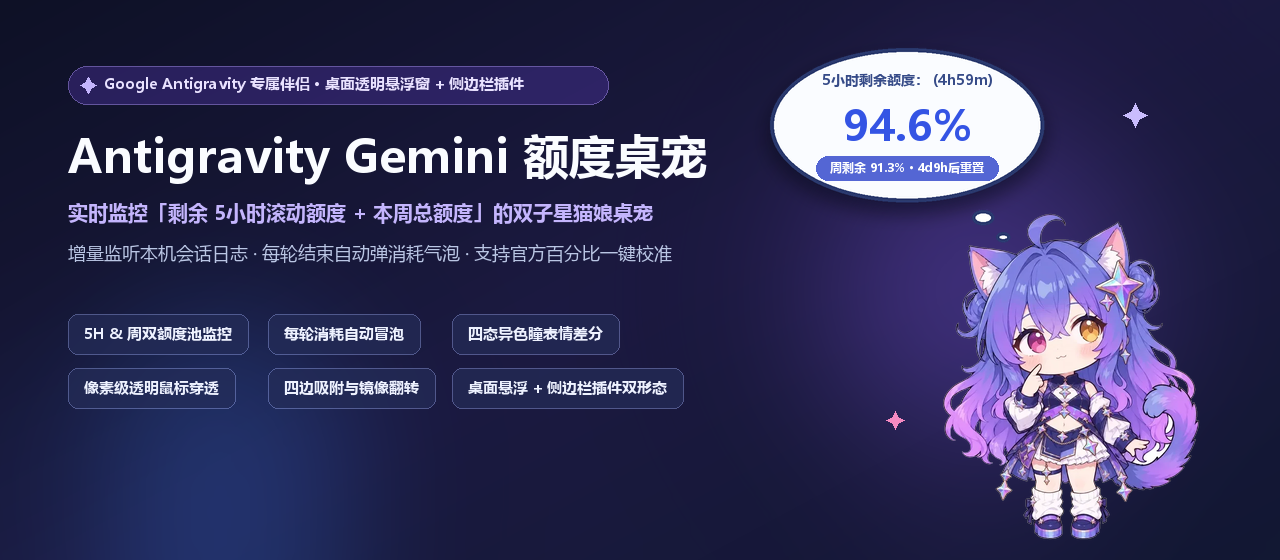 Google Antigravity 专属伴侣 · 桌面透明悬浮窗 + 侧边栏插件
Antigravity Gemini 额度桌宠
实时监控「剩余 5小时滚动额度 + 本周总额度」的双子星猫娘桌宠
增量监听本机会话日志 · 每轮结束自动弹消耗气泡 · 支持官方百分比一键校准
5H & 周双额度池监控
每轮消耗自动冒泡
四态异色瞳表情差分
像素级透明鼠标穿透
四边吸附与镜像翻转
桌面悬浮 + 侧边栏插件双形态
5小时剩余额度： (4h59m)
94.6%
周剩余 91.3% · 4d9h后重置